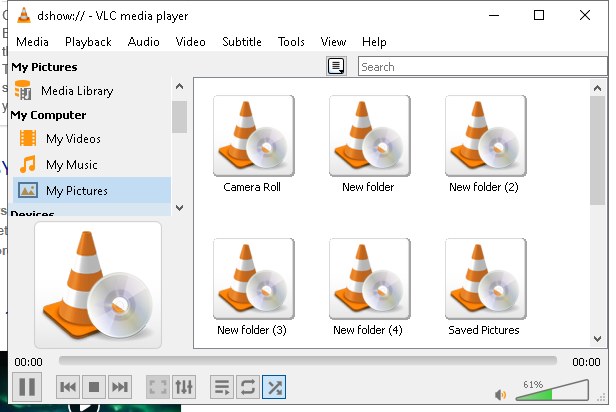 dshow:// - VLC media player
Media Playback Audio Video Subtitle Tools View Help
My Pictures
Search
Media Library
My Computer
My Videos
My Music
My Pictures
Devices
Camera Roll
New folder
New folder (2)
New folder (3)
New folder (4)
Saved Pictures
00:00
00:00
61%